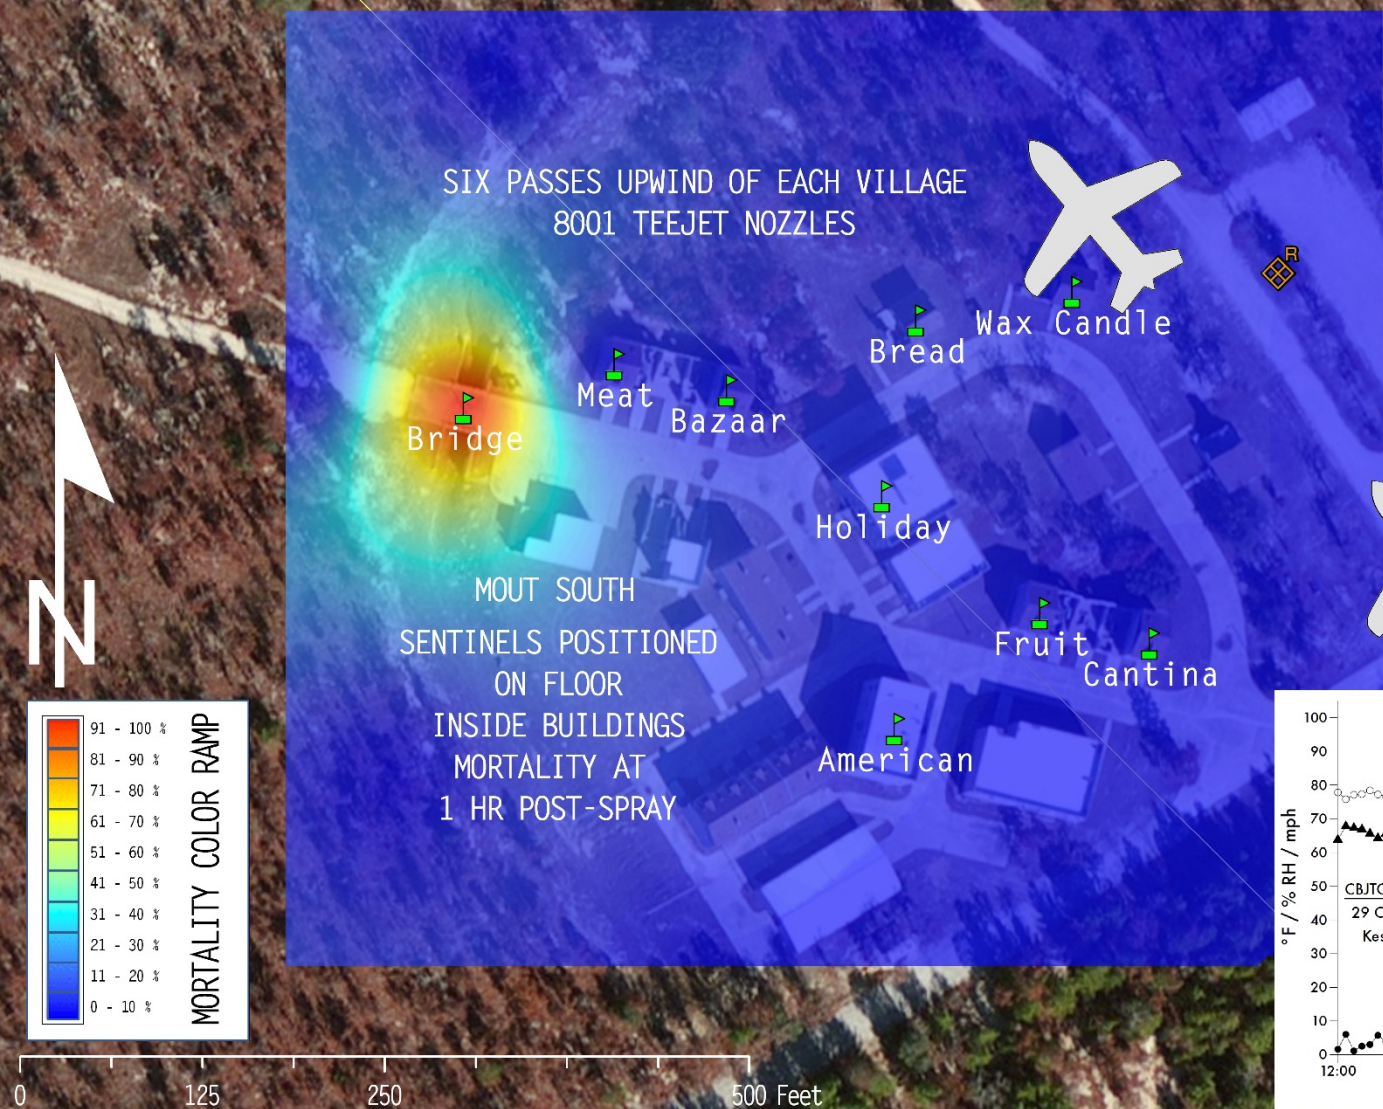 SIX PASSES UPWIND OF EACH VILLAGE
8001 TEEJET NOZZLES
R
Wax Candle
Bread
Meat
Bazaar
Bridge
Holiday
MOUT SOUTH
SENTINELS POSITIONED
ON FLOOR
INSIDE BUILDINGS
MORTALITY AT
1 HR POST-SPRAY
Fruit
Cantina
American
N
MORTALITY COLOR RAMP
91 - 100 %
81 - 90 %
71 - 80 %
61 - 70 %
51 - 60 %
41 - 50 %
31 - 40 %
21 - 30 %
11 - 20 %
0 - 10 %
0 125 250 500 Feet
°F / % RH / mph
100
90
80
70
60
50
40
30
20
10
0
12:00
29